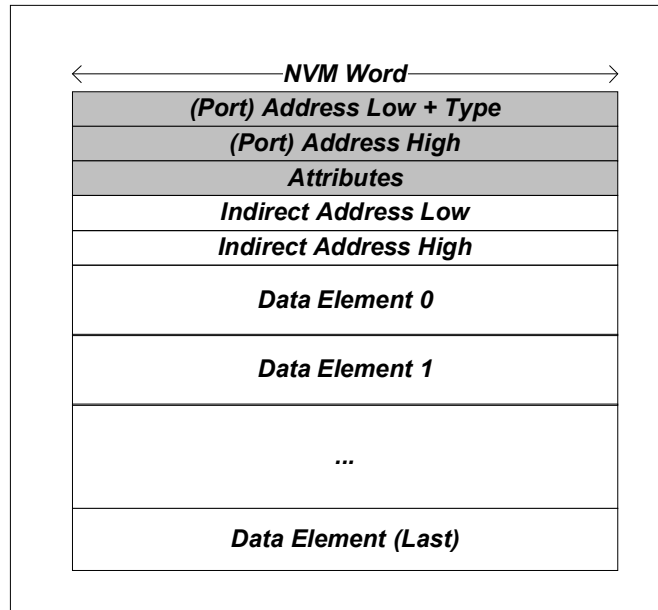 NVM Word
(Port) Address Low + Type
(Port) Address High
Attributes
Indirect Address Low
Indirect Address High
Data Element 0
Data Element 1
...
Data Element (Last)